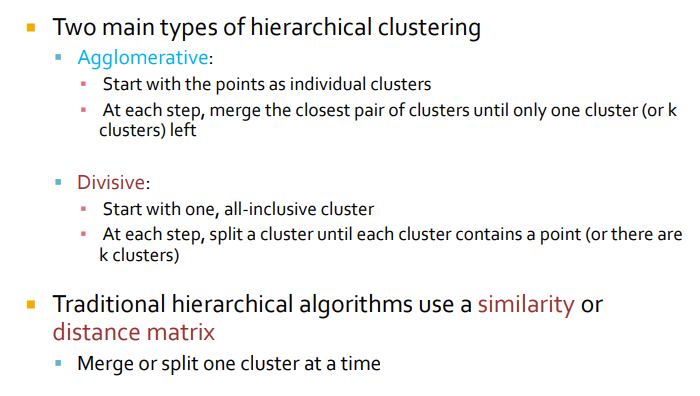 Two main types of hierarchical clustering
Agglomerative:
Start with the points as individual clusters
At each step, merge the closest pair of clusters until only one cluster (or k
clusters) left
Divisive:
Start with one, all-inclusive cluster
At each step, split a cluster until each cluster contains a point (or there are
k clusters)
Traditional hierarchical algorithms use a similarity or
distance matrix
Merge or split one cluster at a time